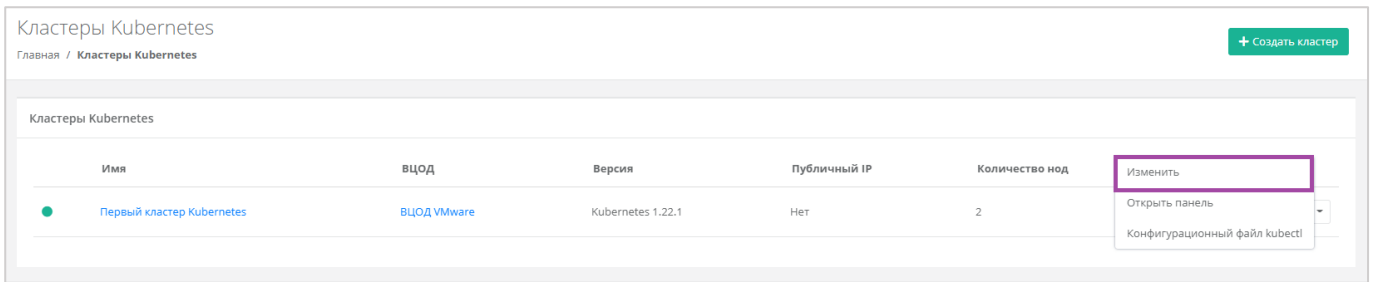 Кластеры Kubernetes
+ Создать кластер
Главная / Кластеры Kubernetes
Кластеры Kubernetes
Имя ВЦОД Версия Публичный IP Количество нод
Изменить
Первый кластер Kubernetes ВЦОД VMware Kubernetes 1.22.1 Нет 2
Открыть панель
Конфигурационный файл kubectl